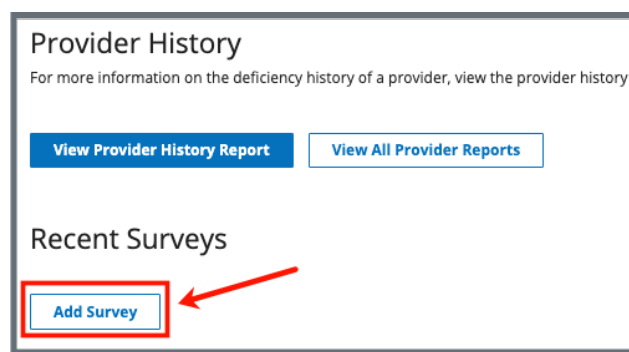 Provider History
For more information on the deficiency history of a provider, view the provider history
View Provider History Report View All Provider Reports
Recent Surveys
Add Survey